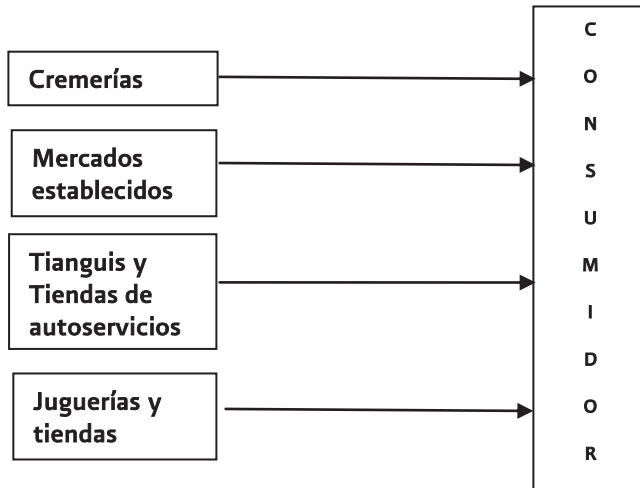 Cremerías
Mercados
establecidos
Tianguis y
Tiendas de
autoservicios
Juguerías y
tiendas
C
O
N
S
U
M
I
D
O
R